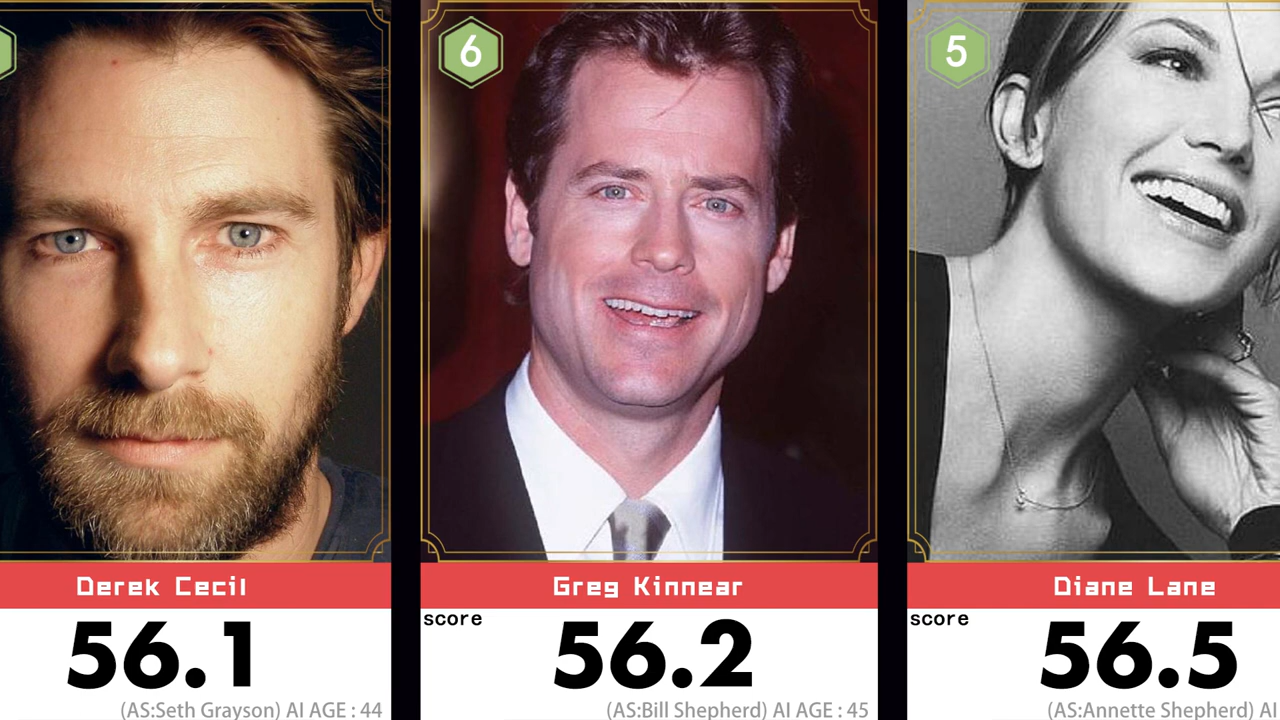 6
5
Derek Cecil
Greg Kinnear
Diane Lane
score
score
56.1
56.2
56.5
(AS:Seth Grayson) AI AGE : 44
(AS:Bill Shepherd) AI AGE : 45
(AS:Annette Shepherd) AI